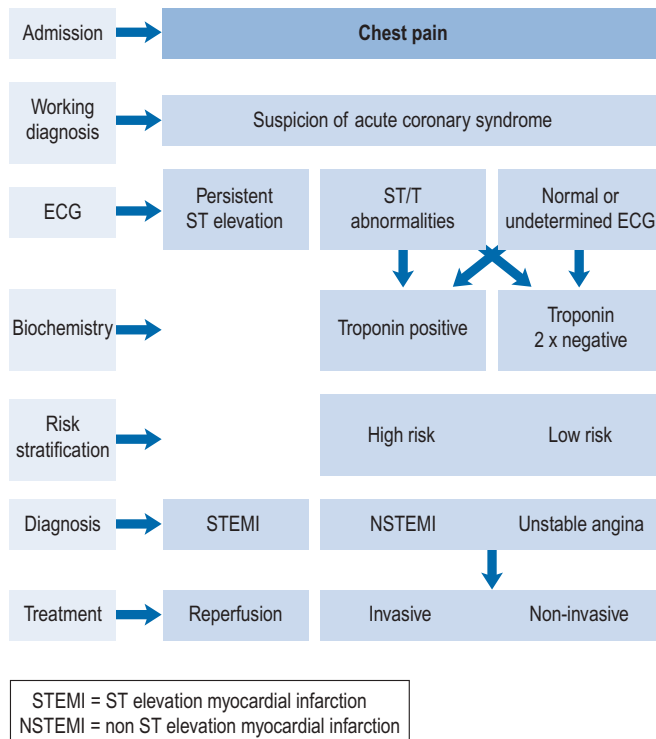 Admission
Chest pain
Working
diagnosis
Suspicion of acute coronary syndrome
ECG
Persistent
ST elevation
ST/T
abnormalities
Normal or
undetermined ECG
Biochemistry
Troponin positive
Troponin
2 x negative
Risk
stratification
High risk
Low risk
Diagnosis
STEMI
NSTEMI
Unstable angina
Treatment
Reperfusion
Invasive
Non-invasive
STEMI = ST elevation myocardial infarction
NSTEMI = non ST elevation myocardial infarction